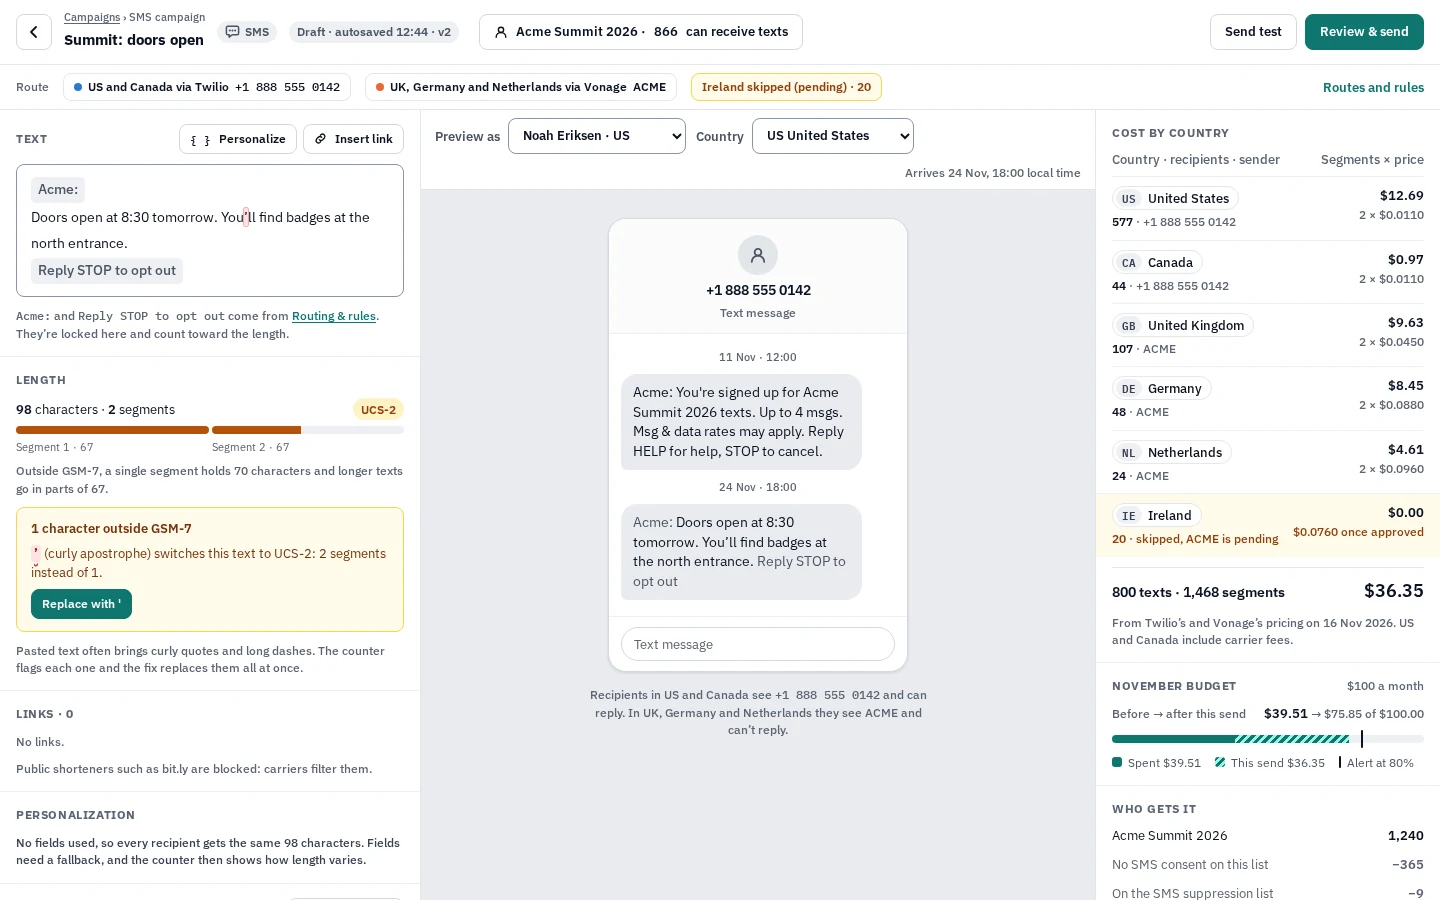 Campaigns › SMS campaign
Summit: doors open
SMS
Draft · autosaved 12:44 · v2
Acme Summit 2026 · 866 can receive texts
Send test
Review & send
Route
US and Canada via Twilio +1 888 555 0142
UK, Germany and Netherlands via Vonage ACME
Ireland skipped (pending) · 20
Routes and rules
TEXT
{ } Personalize
Insert link
Acme:
Doors open at 8:30 tomorrow. You’ll find badges at the
north entrance.
Reply STOP to opt out
Acme: and Reply STOP to opt out come from Routing & rules.
They’re locked here and count toward the length.
LENGTH
98 characters · 2 segments
UCS-2
Segment 1 · 67
Segment 2 · 67
Outside GSM-7, a single segment holds 70 characters and longer texts
go in parts of 67.
1 character outside GSM-7
’ (curly apostrophe) switches this text to UCS-2: 2 segments
instead of 1.
Replace with '
Pasted text often brings curly quotes and long dashes. The counter
flags each one and the fix replaces them all at once.
LINKS · 0
No links.
Public shorteners such as bit.ly are blocked: carriers filter them.
PERSONALIZATION
No fields used, so every recipient gets the same 98 characters. Fields
need a fallback, and the counter then shows how length varies.
Preview as
Noah Eriksen · US
Country
US United States
Arrives 24 Nov, 18:00 local time
+1 888 555 0142
Text message
11 Nov · 12:00
Acme: You're signed up for Acme
Summit 2026 texts. Up to 4 msgs.
Msg & data rates may apply. Reply
HELP for help, STOP to cancel.
24 Nov · 18:00
Acme: Doors open at 8:30
tomorrow. You’ll find badges at
the north entrance. Reply STOP to
opt out
Text message
Recipients in US and Canada see +1 888 555 0142 and can
reply. In UK, Germany and Netherlands they see ACME and
can’t reply.
COST BY COUNTRY
Country · recipients · sender
Segments × price
US United States
$12.69
577 · +1 888 555 0142
2 × $0.0110
CA Canada
$0.97
44 · +1 888 555 0142
2 × $0.0110
GB United Kingdom
$9.63
107 · ACME
2 × $0.0450
DE Germany
$8.45
48 · ACME
2 × $0.0880
NL Netherlands
$4.61
24 · ACME
2 × $0.0960
IE Ireland
$0.00
20 · skipped, ACME is pending
$0.0760 once approved
800 texts · 1,468 segments
$36.35
From Twilio’s and Vonage’s pricing on 16 Nov 2026. US
and Canada include carrier fees.
NOVEMBER BUDGET
$100 a month
Before → after this send
$39.51 → $75.85 of $100.00
Spent $39.51
This send $36.35
Alert at 80%
WHO GETS IT
Acme Summit 2026
1,240
No SMS consent on this list
−365
On the SMS suppression list
−9